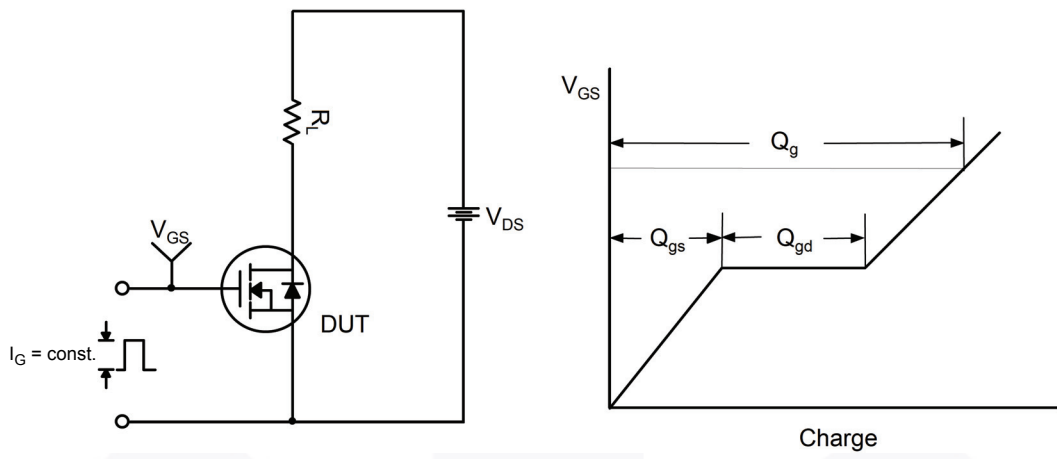 R_L
V_DS
V_GS
DUT
I_G = const.
V_GS
Q_g
Q_gs
Q_gd
Charge